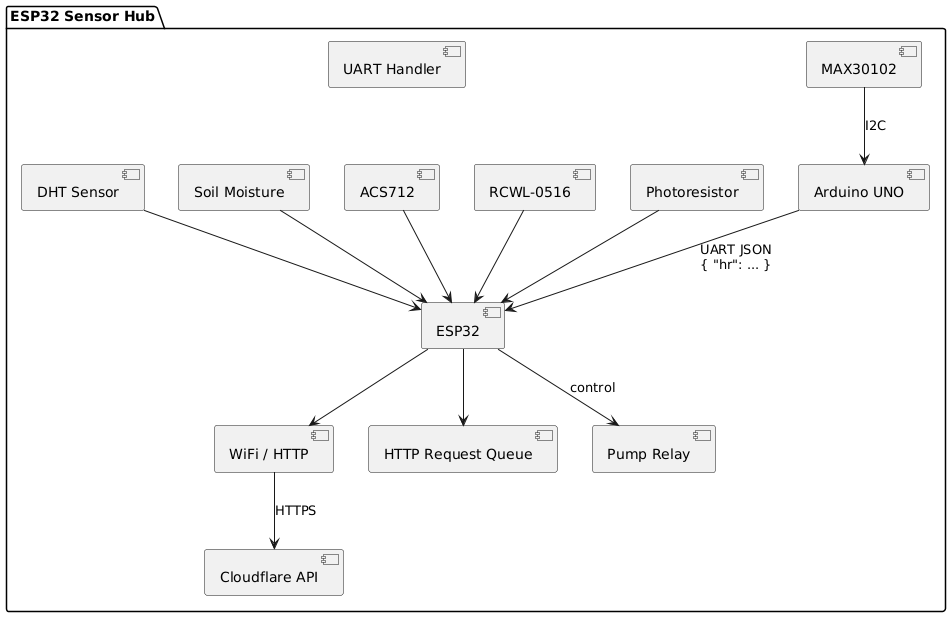 ESP32 Sensor Hub
UART Handler
MAX30102
I2C
DHT Sensor
Soil Moisture
ACS712
RCWL-0516
Photoresistor
Arduino UNO
UART JSON
{ "hr": ... }
ESP32
control
WiFi / HTTP
HTTP Request Queue
Pump Relay
HTTPS
Cloudflare API